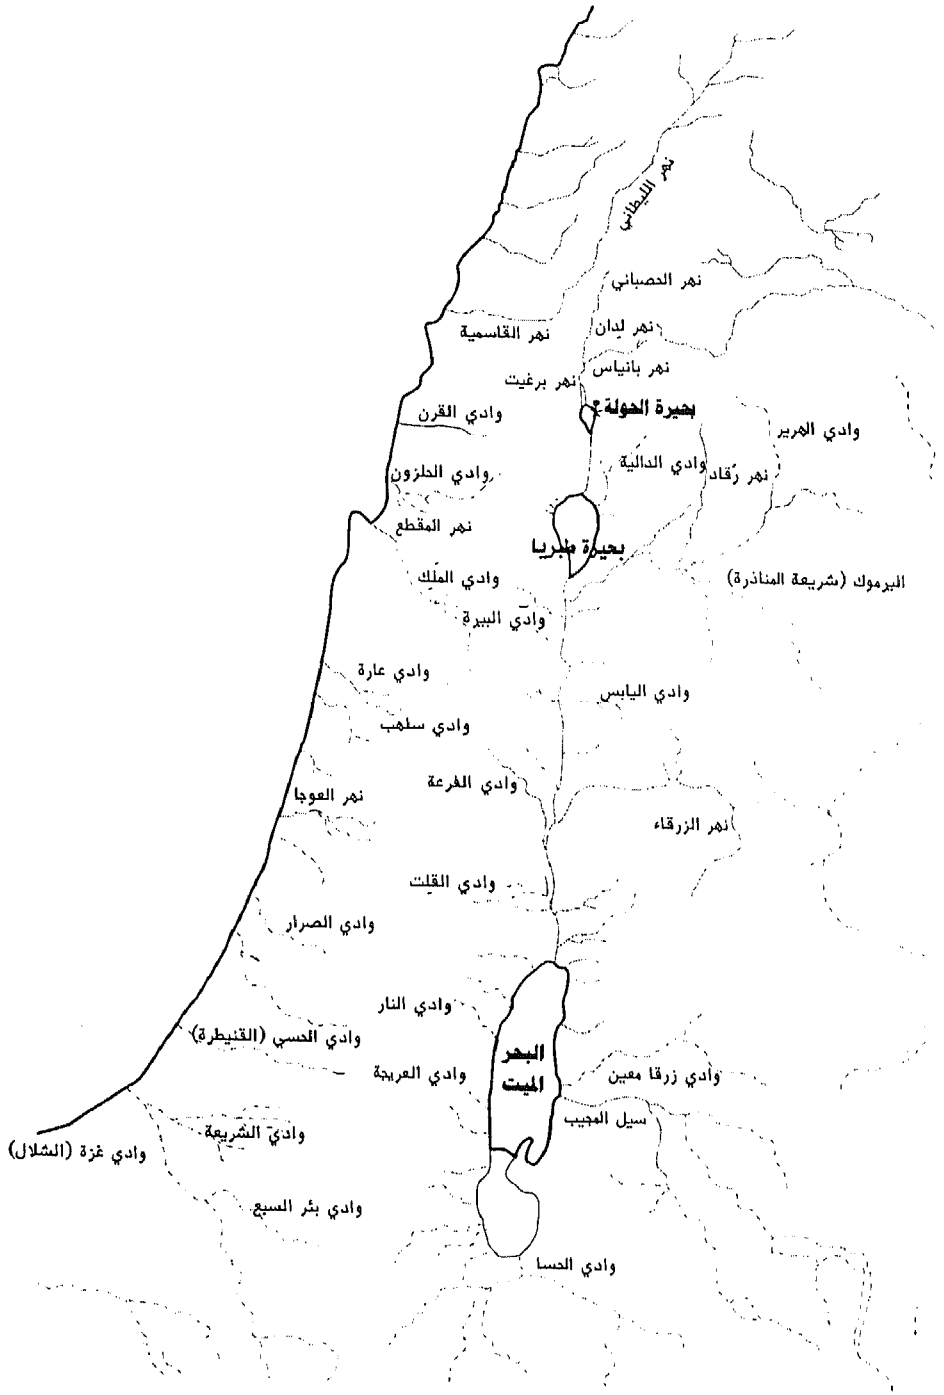 نهر الليطاني
نهر الحصباني
نهر لدان
نهر القاسمية
نهر بانياس
نهر برغيت
بحيرة الحولة
وادي القرن
وادي الهرير
وادي الدالية
نهر رقاد
وادي الحلزون
نهر المقطع
بحيرة طبريا
وادي الملك
اليرموك (شريعة المناذرة)
وادي البيرة
وادي عارة
وادي اليابس
وادي سلهب
وادي الفرعة
نهر العوجا
نهر الزرقاء
وادي القلت
وادي الصرار
وادي النار
وادي الحسي (القنيطرة)
البحر
الميت
وادي العريجة
وادي زرقا معين
سيل المجيب
وادي الشريعة
وادي غزة (الشلال)
وادي بئر السبع
وادي الحسا